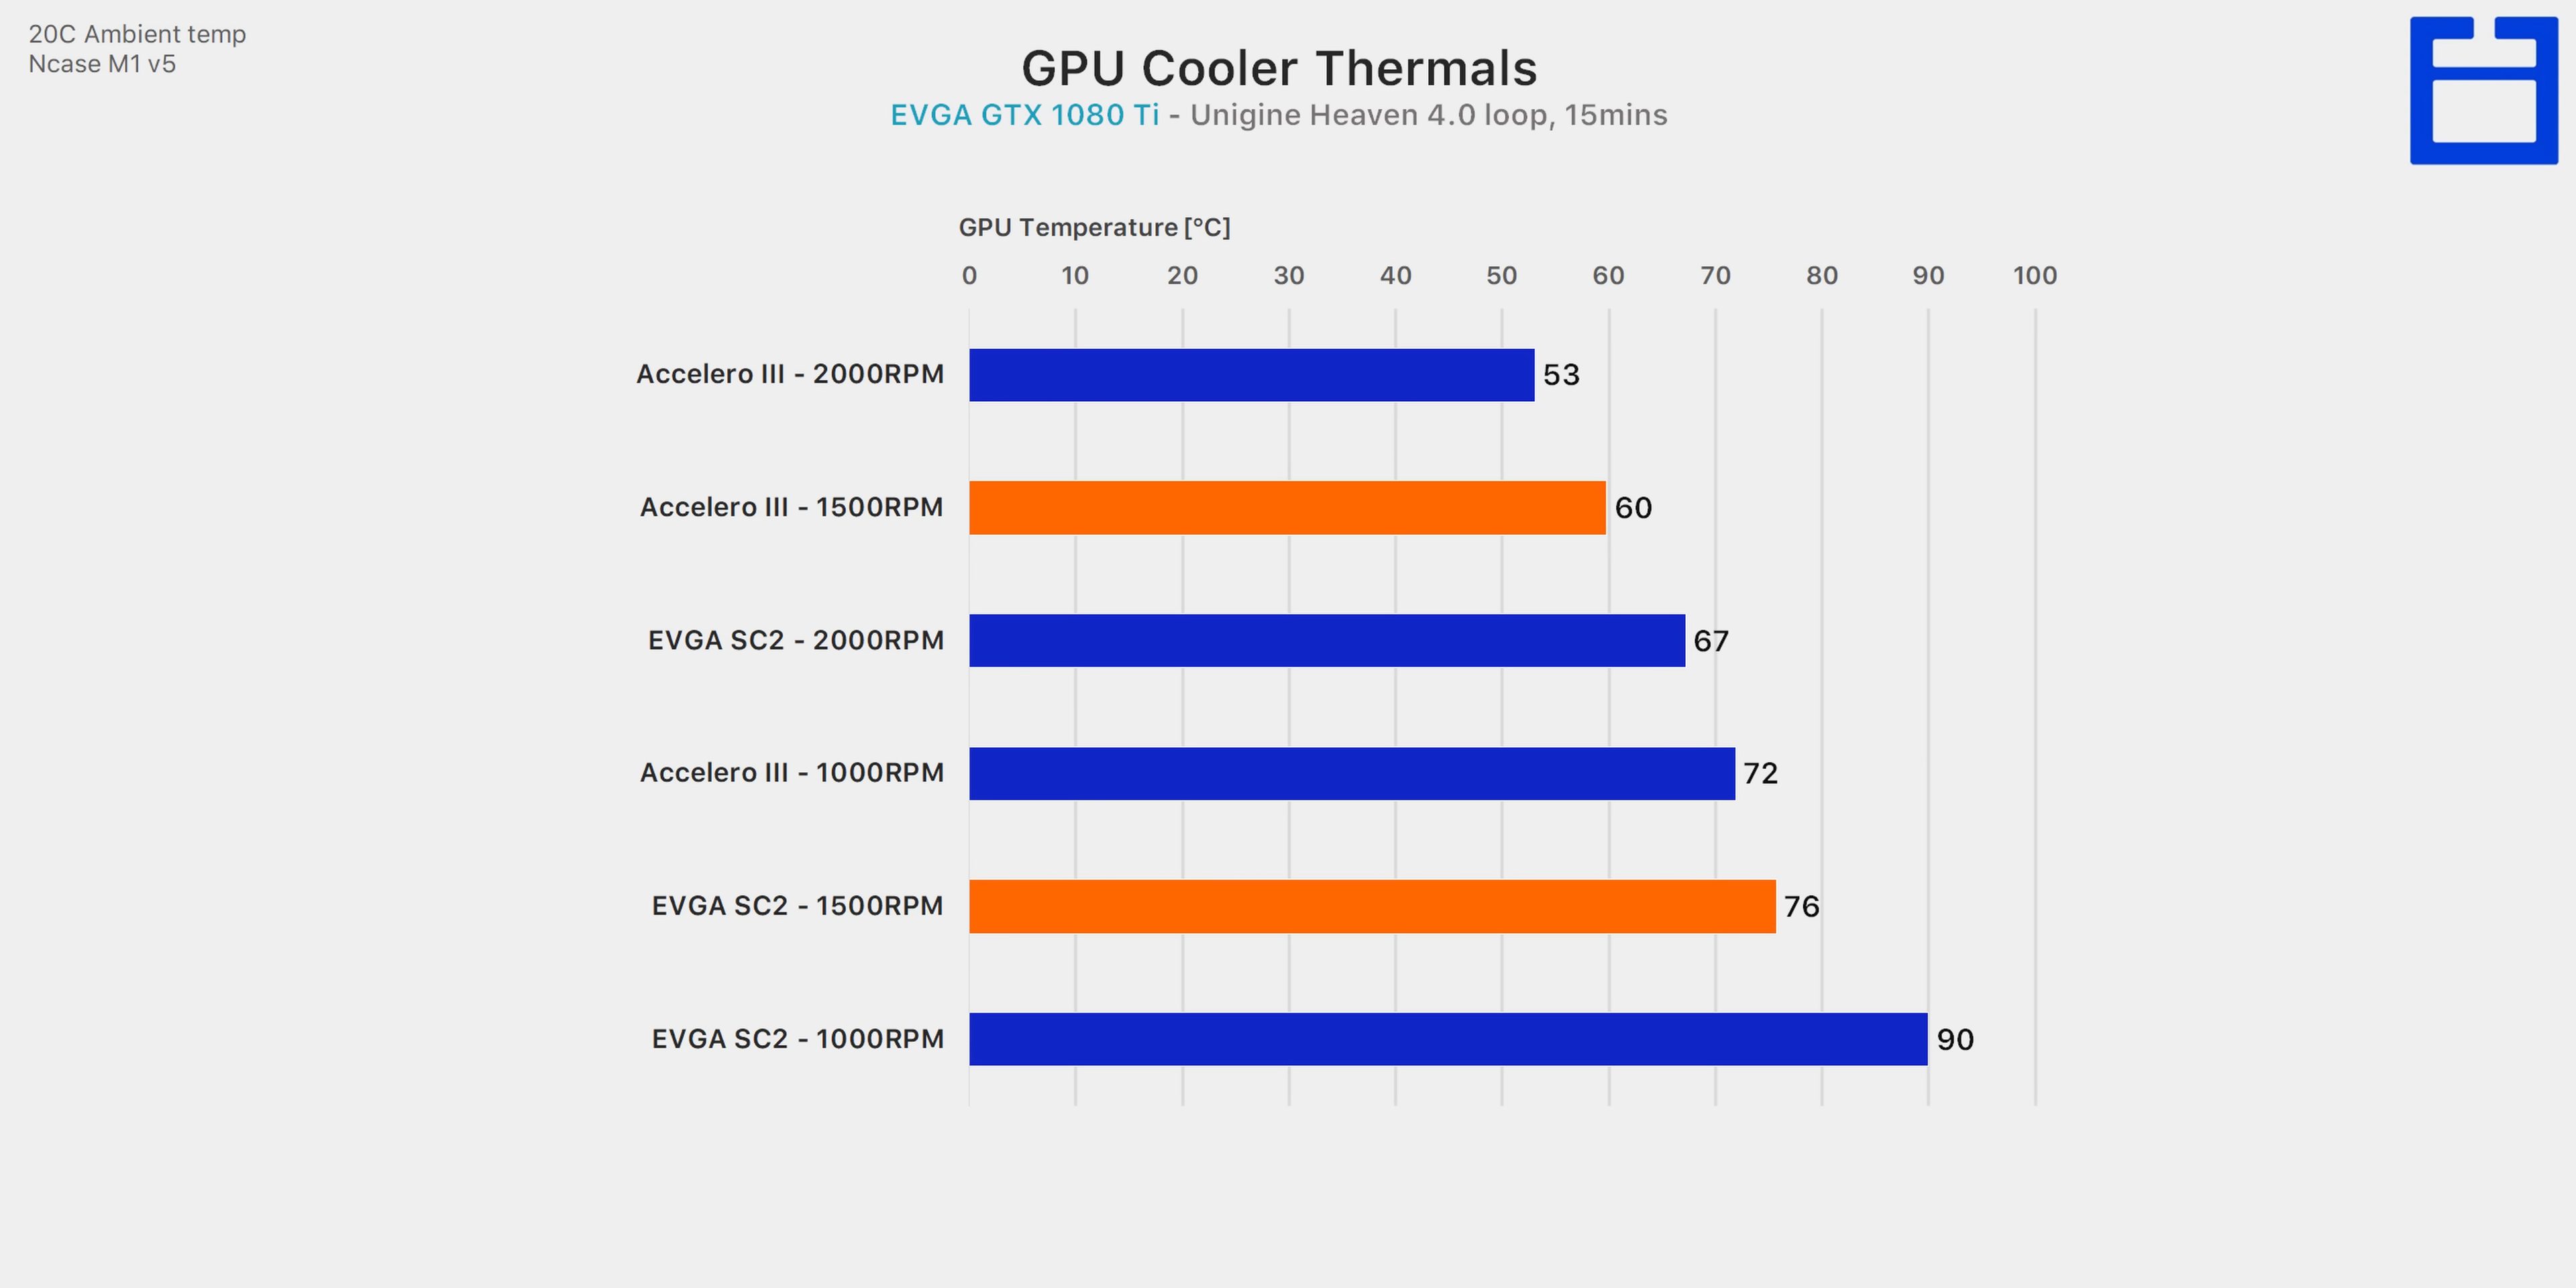 20C Ambient temp
Ncase M1 v5
GPU Cooler Thermals
EVGA GTX 1080 Ti - Unigine Heaven 4.0 loop, 15mins
GPU Temperature [°C]
0 10 20 30 40 50 60 70 80 90 100
Accelero III - 2000RPM 53
Accelero III - 1500RPM 60
EVGA SC2 - 2000RPM 67
Accelero III - 1000RPM 72
EVGA SC2 - 1500RPM 76
EVGA SC2 - 1000RPM 90